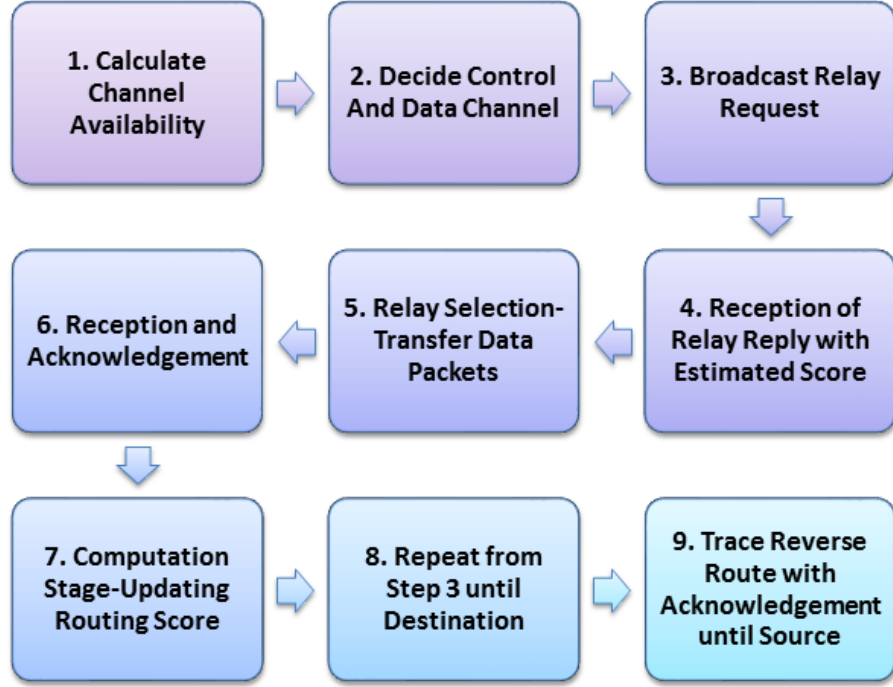 1. Calculate
Channel
Availability
2. Decide Control
And Data Channel
3. Broadcast Relay
Request
4. Reception of
Relay Reply with
Estimated Score
5. Relay Selection-
Transfer Data
Packets
6. Reception and
Acknowledgement
7. Computation
Stage-Updating
Routing Score
8. Repeat from
Step 3 until
Destination
9. Trace Reverse
Route with
Acknowledgement
until Source